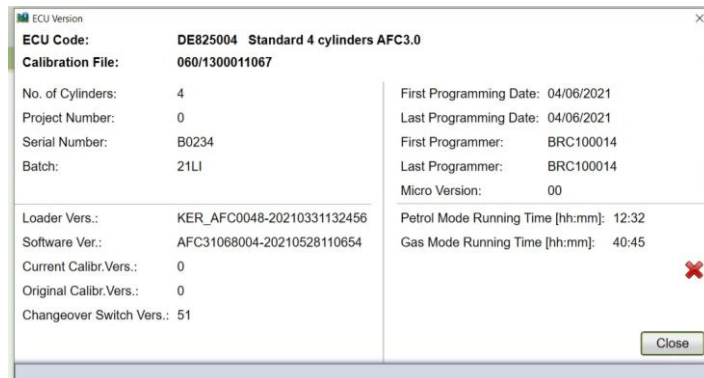 ECU Version
ECU Code: DE825004 Standard 4 cylinders AFC3.0
Calibration File: 060/1300011067
No. of Cylinders: 4
Project Number: 0
Serial Number: B0234
Batch: 21LI
First Programming Date: 04/06/2021
Last Programming Date: 04/06/2021
First Programmer: BRC100014
Last Programmer: BRC100014
Micro Version: 00
Loader Vers.: KER_AFC0048-20210331132456
Software Ver.: AFC31068004-20210528110654
Current Calibr.Vers.: 0
Original Calibr.Vers.: 0
Changeover Switch Vers.: 51
Petrol Mode Running Time [hh:mm]: 12:32
Gas Mode Running Time [hh:mm]: 40:45
Close